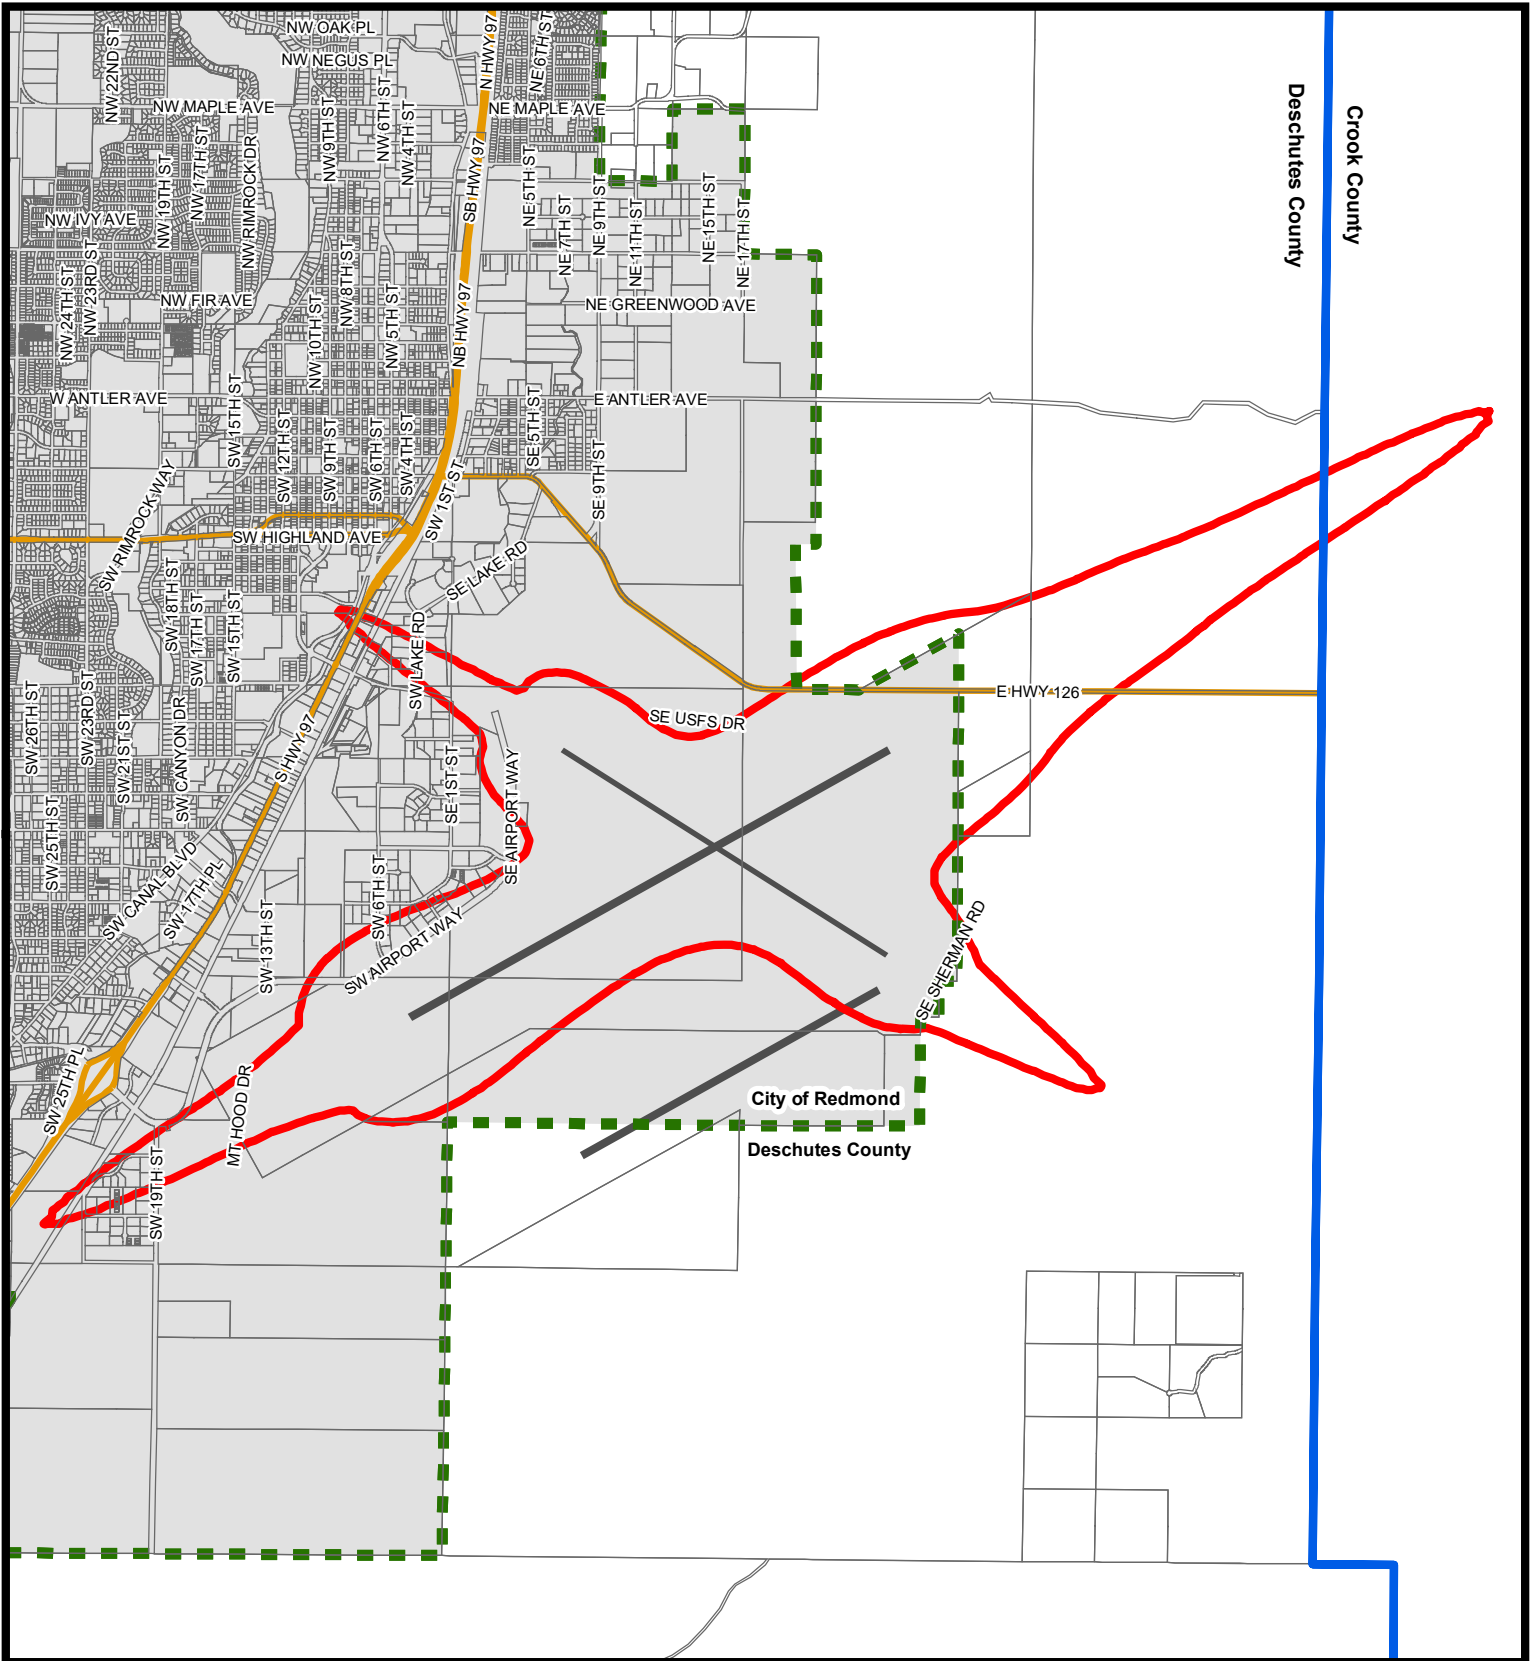 NW OAK PL
NW NEGUS PL
NW 22ND ST
N HWY 97
NE 6TH ST
NW MAPLE AVE
NE MAPLE AVE
NW 9TH ST
NW 6TH ST
NW 4TH ST
NW 19TH ST
NW 17TH ST
NW RIMROCK DR
SB HWY 97
NE 5TH ST
NE 7TH ST
NE 9TH ST
NE 11TH ST
NE 15TH ST
NE 17TH ST
Deschutes County
Crook County
NW IVY AVE
NW 24TH ST
NW 23RD ST
NW 8TH ST
NW FIR AVE
NW 10TH ST
NW 5TH ST
NB HWY 97
NE GREENWOOD AVE
W ANTLER AVE
E ANTLER AVE
SW 15TH ST
SW 12TH ST
SW 9TH ST
SW 6TH ST
SW 4TH ST
SW 1ST ST
SE 5TH ST
SE 9TH ST
SW RIMROCK WAY
SW HIGHLAND AVE
SE LAKE RD
SW 18TH ST
SW 17TH ST
SW 15TH ST
SW LAKE RD
SW 26TH ST
SW 23RD ST
SW 21ST ST
SW CANYON DR
S HWY 97
E HWY 126
SE USFS DR
SE 1ST ST
SE AIRPORT WAY
SW 25TH ST
SW CANAL BLVD
SW 17TH PL
SW 13TH ST
SW 6TH ST
SW AIRPORT WAY
SE SHERMAN RD
SW 25TH PL
MT HOOD DR
City of Redmond
Deschutes County
SW 19TH ST